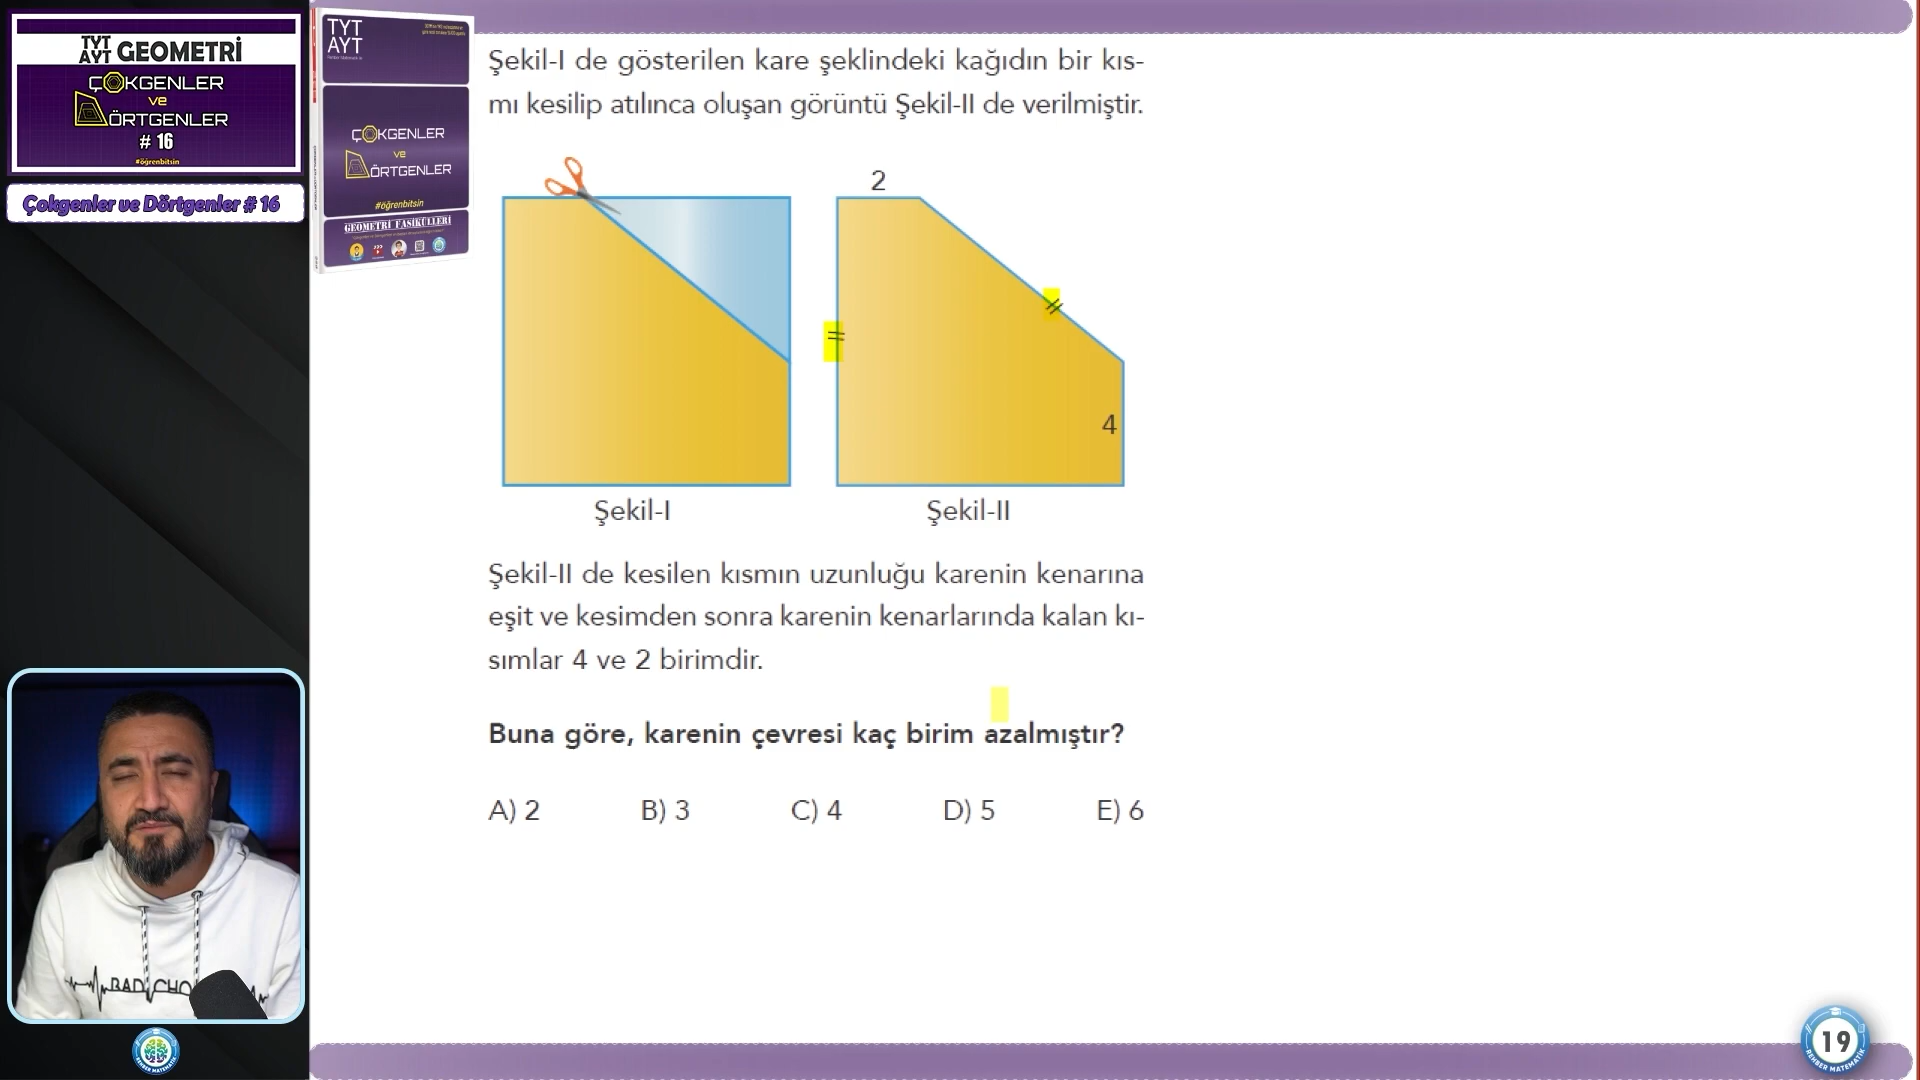 TYT
AYT GEOMETRİ
ÇOKGENLER
ve
DÖRTGENLER
# 16
#öğrenbitsin
Çokgenler ve Dörtgenler # 16
TYT
AYT
ÇOKGENLER
ve
DÖRTGENLER
#öğrenbitsin
GEOMETRİ FASİKÜLLERİ
Şekil-I de gösterilen kare şeklindeki kağıdın bir kıs-
mı kesilip atılınca oluşan görüntü Şekil-II de verilmiştir.
2
4
Şekil-I
Şekil-II
Şekil-II de kesilen kısmın uzunluğu karenin kenarına
eşit ve kesimden sonra karenin kenarlarında kalan kı-
sımlar 4 ve 2 birimdir.
Buna göre, karenin çevresi kaç birim azalmıştır?
A) 2 B) 3 C) 4 D) 5 E) 6
19
REHBER MATEMATİK